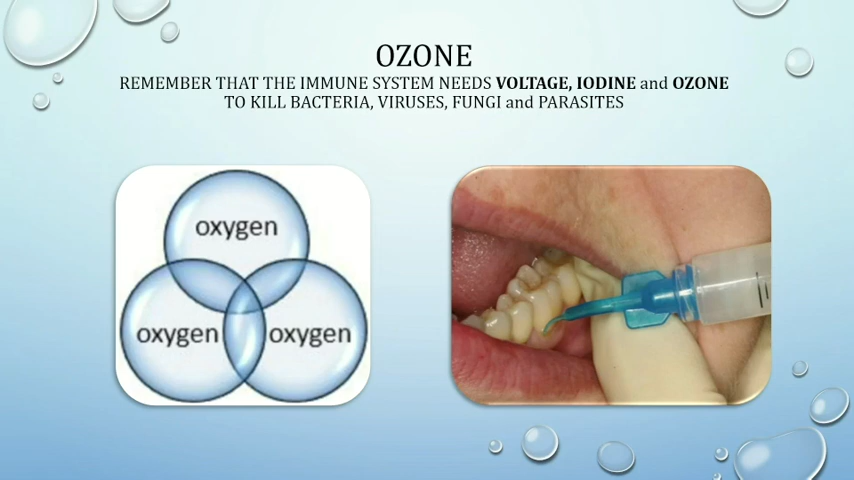 OZONE
REMEMBER THAT THE IMMUNE SYSTEM NEEDS VOLTAGE, IODINE and OZONE
TO KILL BACTERIA, VIRUSES, FUNGI and PARASITES
oxygen
oxygen
oxygen